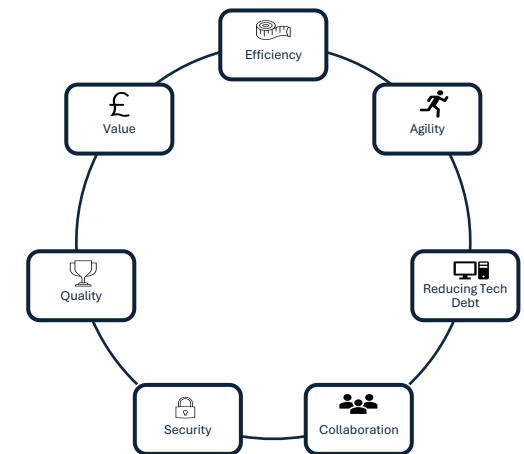 Efficiency
£
Value
Agility
Quality
Reducing Tech
Debt
Security
Collaboration